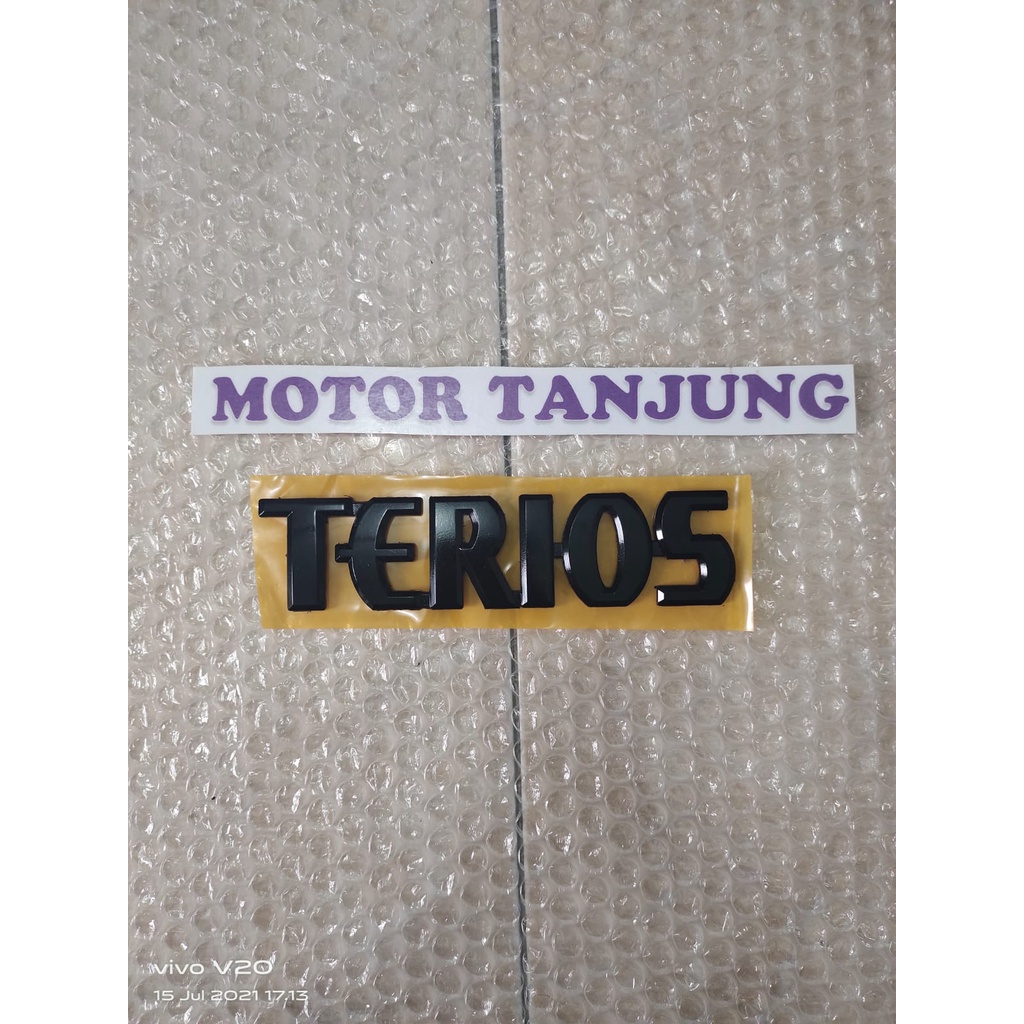 MOTOR TANJUNG
TERIOS
vivo V20
15 Jul 2021 17.13